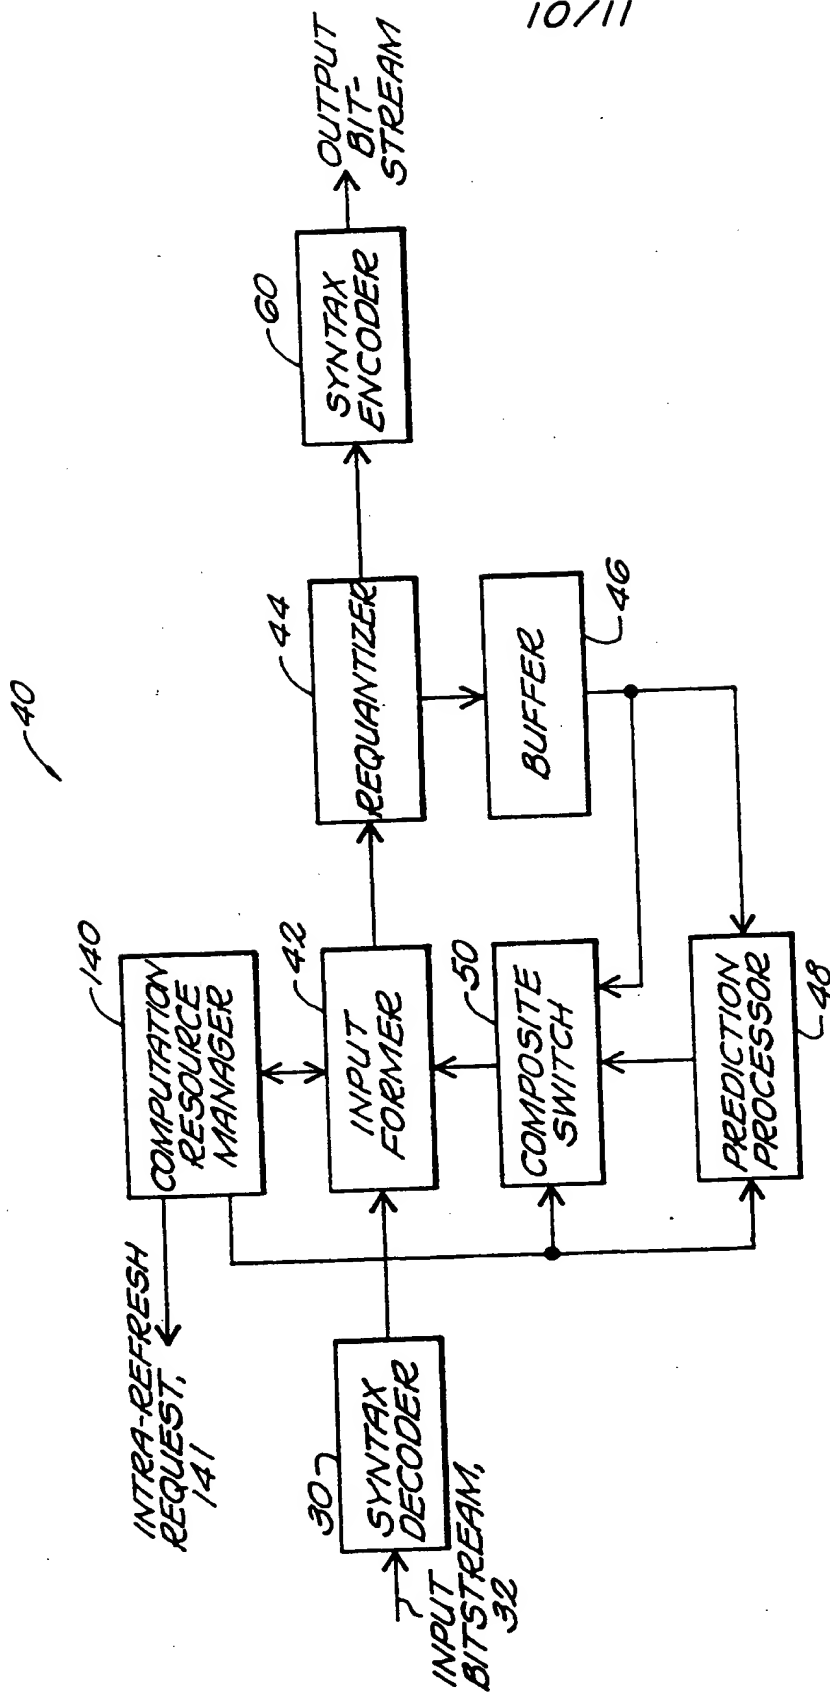 10/11
40
INTRA-REFRESH
REQUEST,
141
140
COMPUTATION
RESOURCE
MANAGER
INPUT
BITSTREAM,
32
30
SYNTAX
DECODER
42
INPUT
FORMER
44
REQUANTIZER
60
SYNTAX
ENCODER
OUTPUT
BIT-
STREAM
50
COMPOSITE
SWITCH
BUFFER
46
PREDICTION
PROCESSOR
48